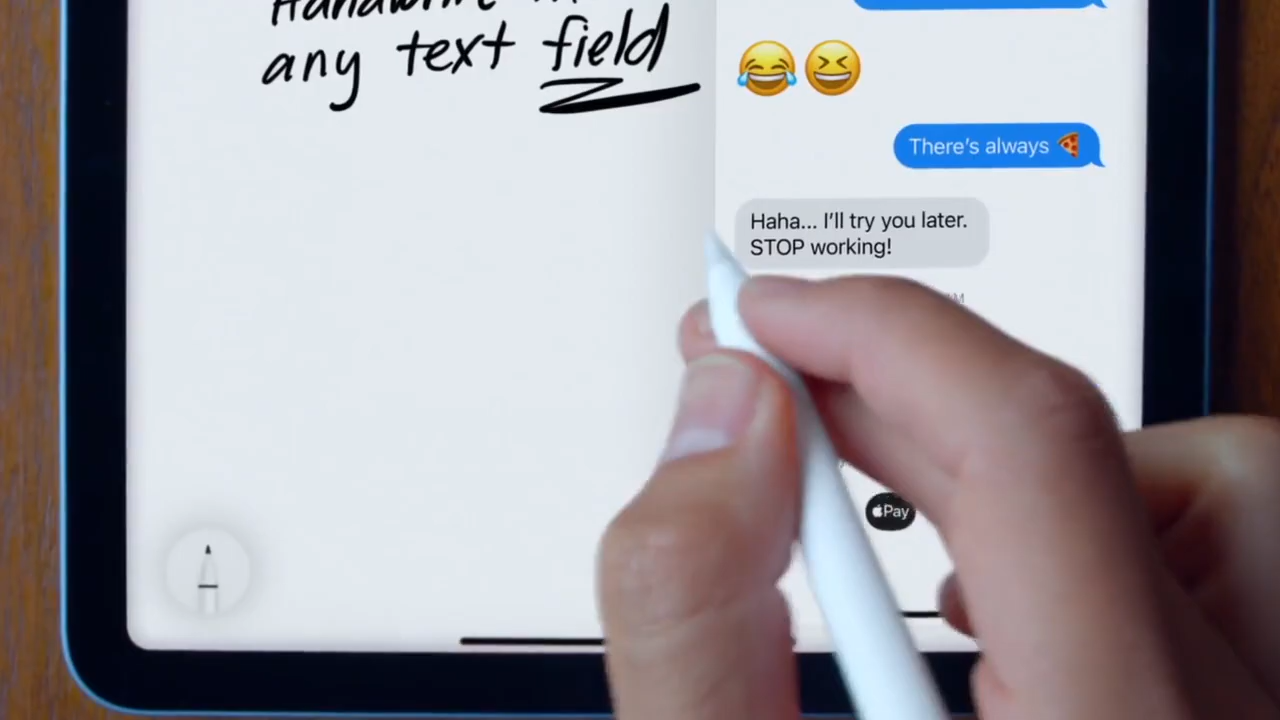 any text field
😂😆
There's always 🍕
Haha... I'll try you later.
STOP working!
Pay